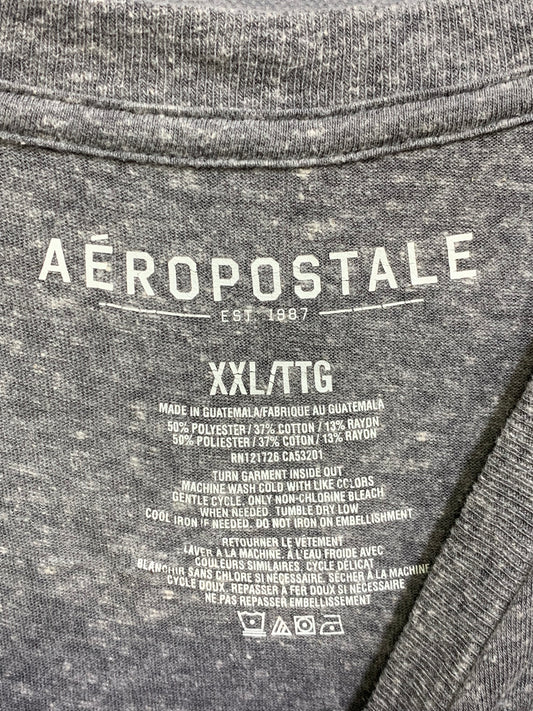 AÉROPOSTALE
EST. 1987
XXL/TTG
MADE IN GUATEMALA/FABRIQUE AU GUATEMALA
50% POLYESTER / 37% COTTON / 13% RAYON
50% POLIESTER / 37% COTON / 13% RAYON
RN121726 CA53201
TURN GARMENT INSIDE OUT
MACHINE WASH COLD WITH LIKE COLORS
GENTLE CYCLE. ONLY NON-CHLORINE BLEACH
WHEN NEEDED. TUMBLE DRY LOW
COOL IRON IF NEEDED. DO NOT IRON ON EMBELLISHMENT
RETOURNER LE VÊTEMENT
LAVER À LA MACHINE. À L'EAU FROIDE AVEC
COULEURS SIMILAIRES. CYCLE DÉLICAT
BLANCHIR SANS CHLORE SI NÉCESSAIRE. SÉCHER À LA MACHINE
CYCLE DOUX. REPASSER À FER DOUX SI NÉCESSAIRE
NE PAS REPASSER EMBELLISSEMENT